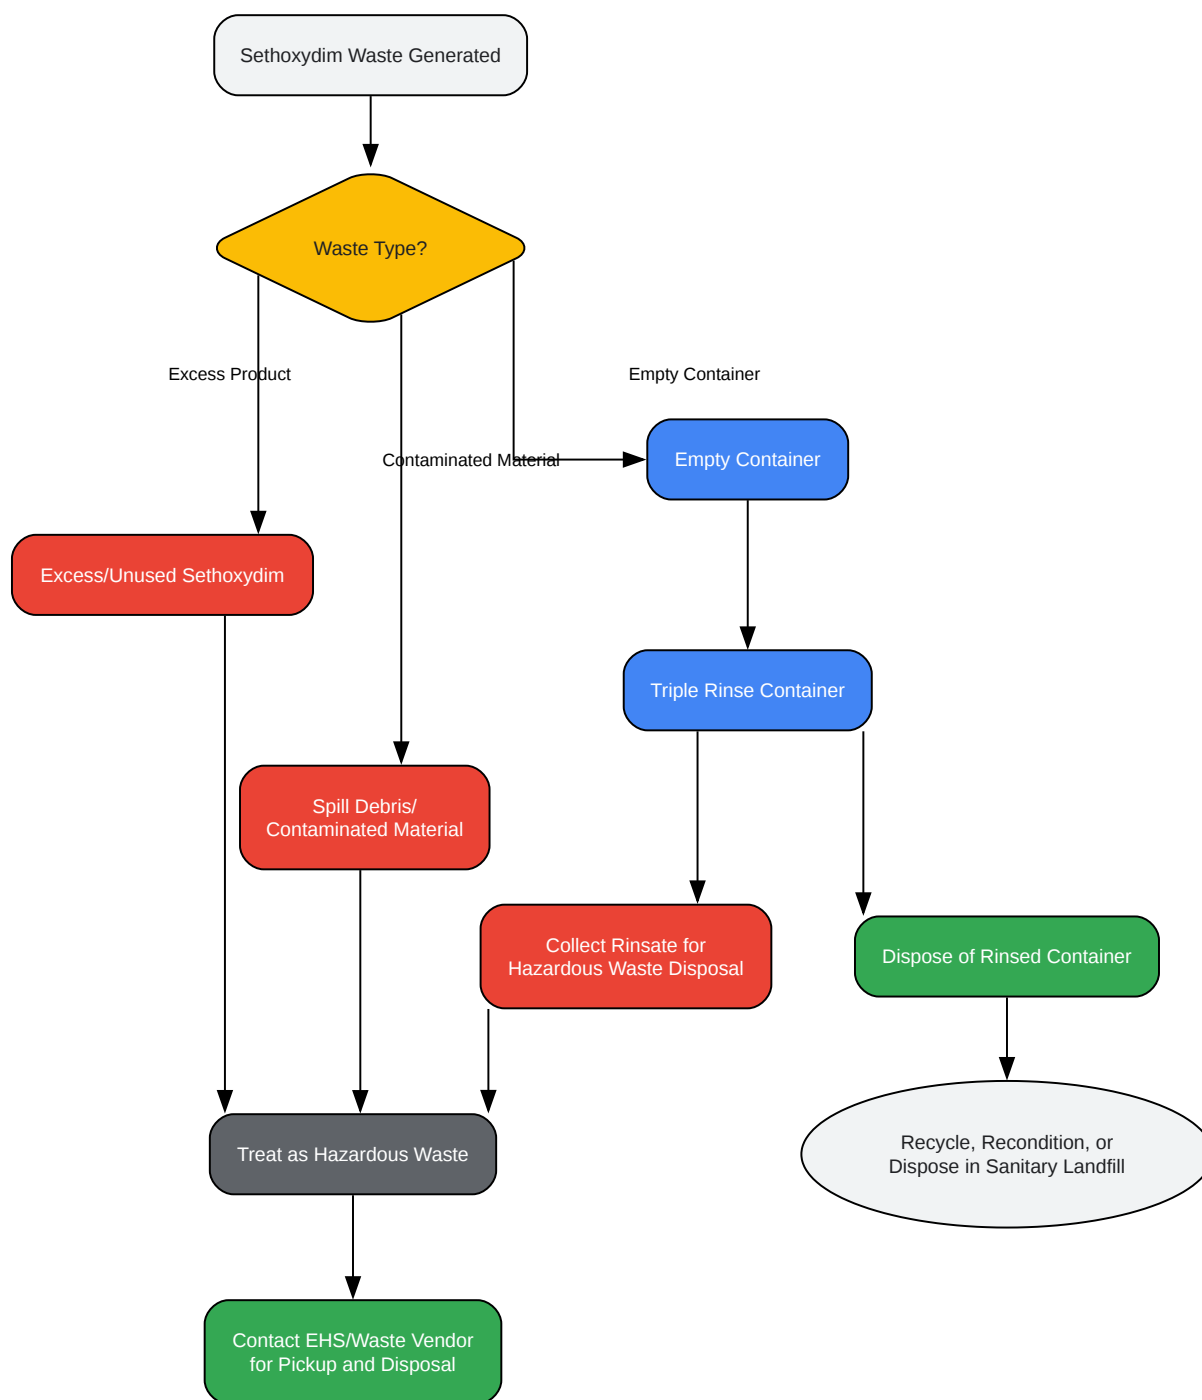 Sethoxydim Waste Generated
Waste Type?
Excess Product
Empty Container
Contaminated Material
Empty Container
Excess/Unused Sethoxydim
Triple Rinse Container
Spill Debris/
Contaminated Material
Collect Rinsate for
Hazardous Waste Disposal
Dispose of Rinsed Container
Treat as Hazardous Waste
Recycle, Recondition, or
Dispose in Sanitary Landfill
Contact EHS/Waste Vendor
for Pickup and Disposal